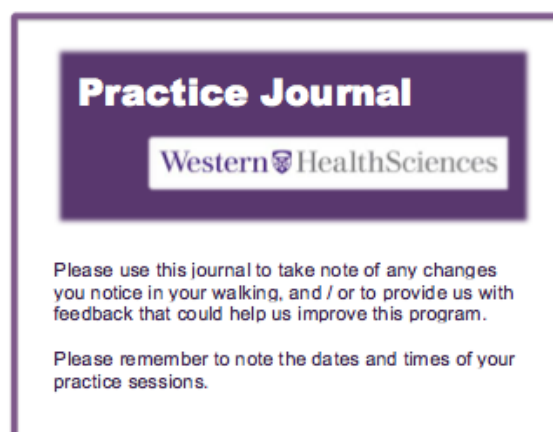 Practice Journal
Western HealthSciences
Please use this journal to take note of any changes
you notice in your walking, and / or to provide us with
feedback that could help us improve this program.
Please remember to note the dates and times of your
practice sessions.